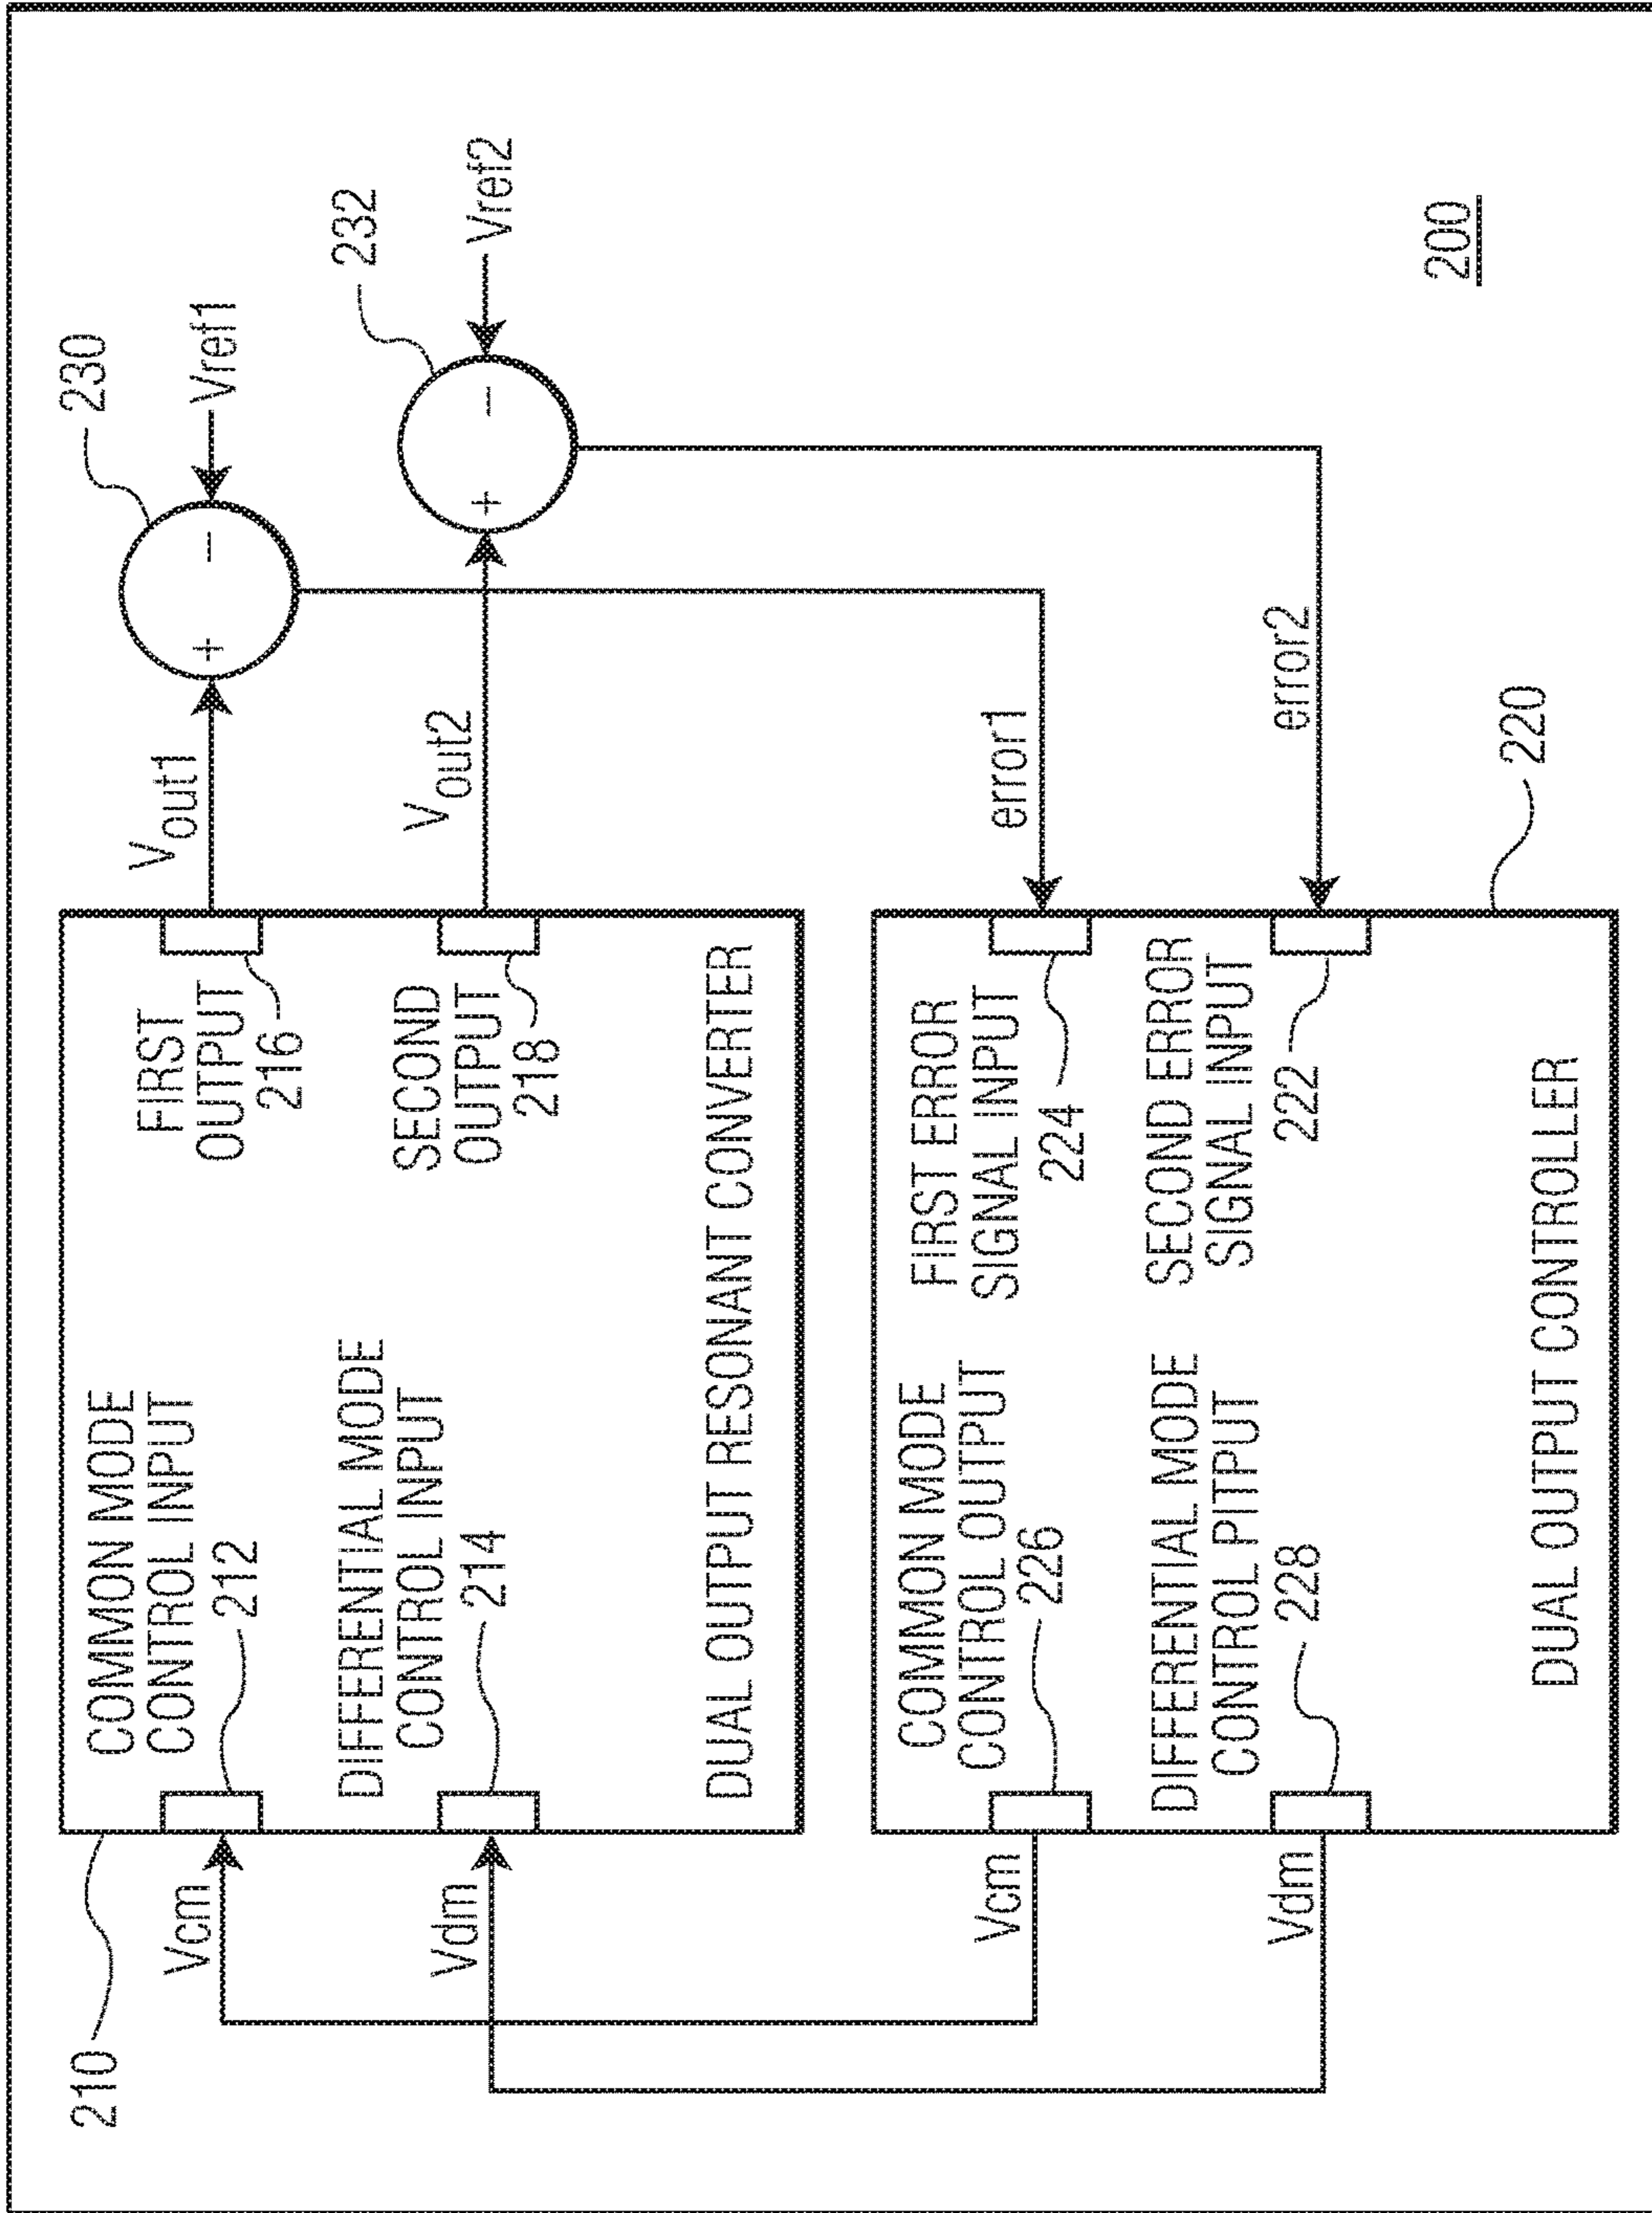 210
Vcm
COMMON MODE
CONTROL INPUT
212
FIRST
OUTPUT
216
Vout1
230
+
−
Vref1
Vdm
DIFFERENTIAL MODE
CONTROL INPUT
214
SECOND
OUTPUT
218
Vout2
232
+
−
Vref2
DUAL OUTPUT RESONANT CONVERTER
Vcm
COMMON MODE
CONTROL OUTPUT
226
FIRST ERROR
SIGNAL INPUT
224
error1
Vdm
DIFFERENTIAL MODE
CONTROL PITPUT
228
SECOND ERROR
SIGNAL INPUT
222
error2
DUAL OUTPUT CONTROLLER
220
200